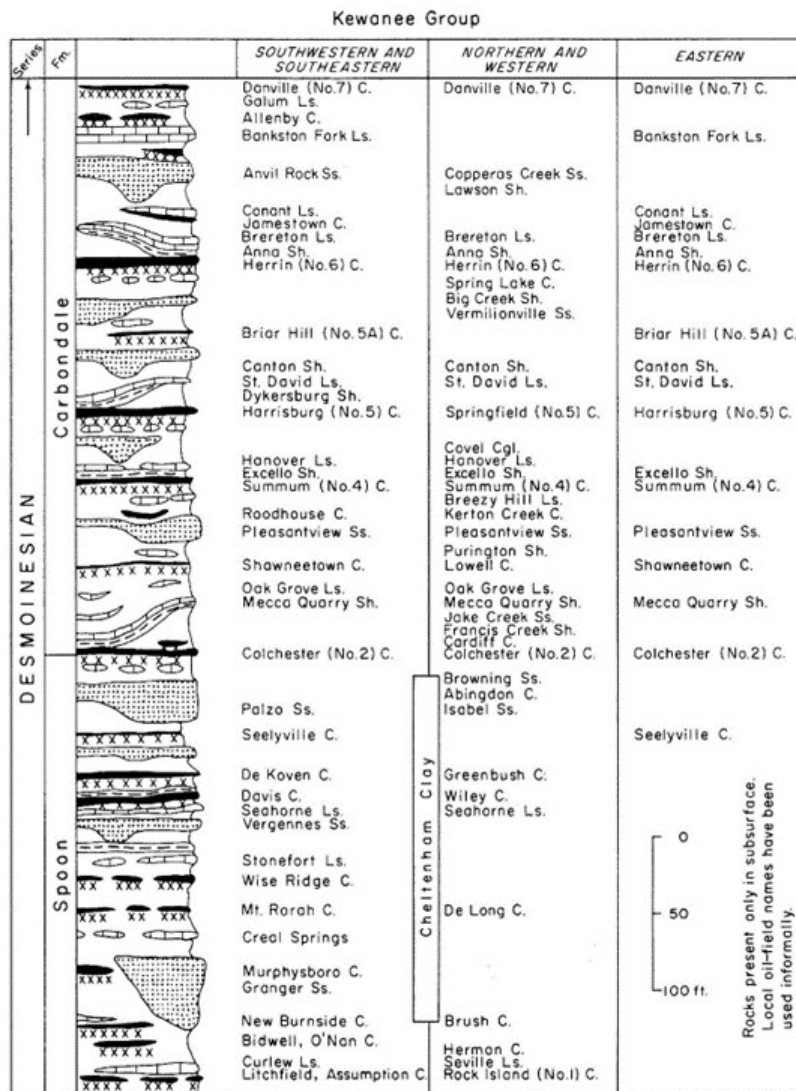 Kewanee Group
Series
Fm.
SOUTHWESTERN AND SOUTHEASTERN
NORTHERN AND WESTERN
EASTERN
DESMOINESIAN
Carbondale
Spoon
Danville (No.7) C.
Galum Ls.
Allenby C.
Bankston Fork Ls.
Anvil Rock Ss.
Conant Ls.
Jamestown C.
Brereton Ls.
Anna Sh.
Herrin (No.6) C.
Briar Hill (No.5A) C.
Canton Sh.
St. David Ls.
Dykersburg Sh.
Harrisburg (No.5) C.
Hanover Ls.
Excello Sh.
Summum (No.4) C.
Roodhouse C.
Pleasantview Ss.
Shawneetown C.
Oak Grove Ls.
Mecca Quarry Sh.
Colchester (No.2) C.
Palzo Ss.
Seelyville C.
De Koven C.
Davis C.
Seahorne Ls.
Vergennes Ss.
Stonefort Ls.
Wise Ridge C.
Mt. Rorah C.
Creal Springs
Murphysboro C.
Granger Ss.
New Burnside C.
Bidwell, O'Nan C.
Curlew Ls.
Litchfield, Assumption C.
Cheltenham Clay
Danville (No.7) C.
Copperas Creek Ss.
Lawson Sh.
Brereton Ls.
Anna Sh.
Herrin (No.6) C.
Spring Lake C.
Big Creek Sh.
Vermilionville Ss.
Canton Sh.
St. David Ls.
Springfield (No.5) C.
Covel Cgl.
Hanover Ls.
Excello Sh.
Summum (No.4) C.
Breezy Hill Ls.
Kerton Creek C.
Pleasantview Ss.
Purington Sh.
Lowell C.
Oak Grove Ls.
Mecca Quarry Sh.
Jake Creek Ss.
Francis Creek Sh.
Cardiff C.
Colchester (No.2) C.
Browning Ss.
Abingdon C.
Isabel Ss.
Greenbush C.
Wiley C.
Seahorne Ls.
De Long C.
Brush C.
Herman C.
Seville Ls.
Rock Island (No.1) C.
Danville (No.7) C.
Bankston Fork Ls.
Conant Ls.
Jamestown C.
Brereton Ls.
Anna Sh.
Herrin (No.6) C.
Briar Hill (No.5A) C.
Canton Sh.
St. David Ls.
Harrisburg (No.5) C.
Excello Sh.
Summum (No.4) C.
Pleasantview Ss.
Shawneetown C.
Mecca Quarry Sh.
Colchester (No.2) C.
Seelyville C.
0
50
100 ft.
Rocks present only in subsurface.
Local oil-field names have been
used informally.